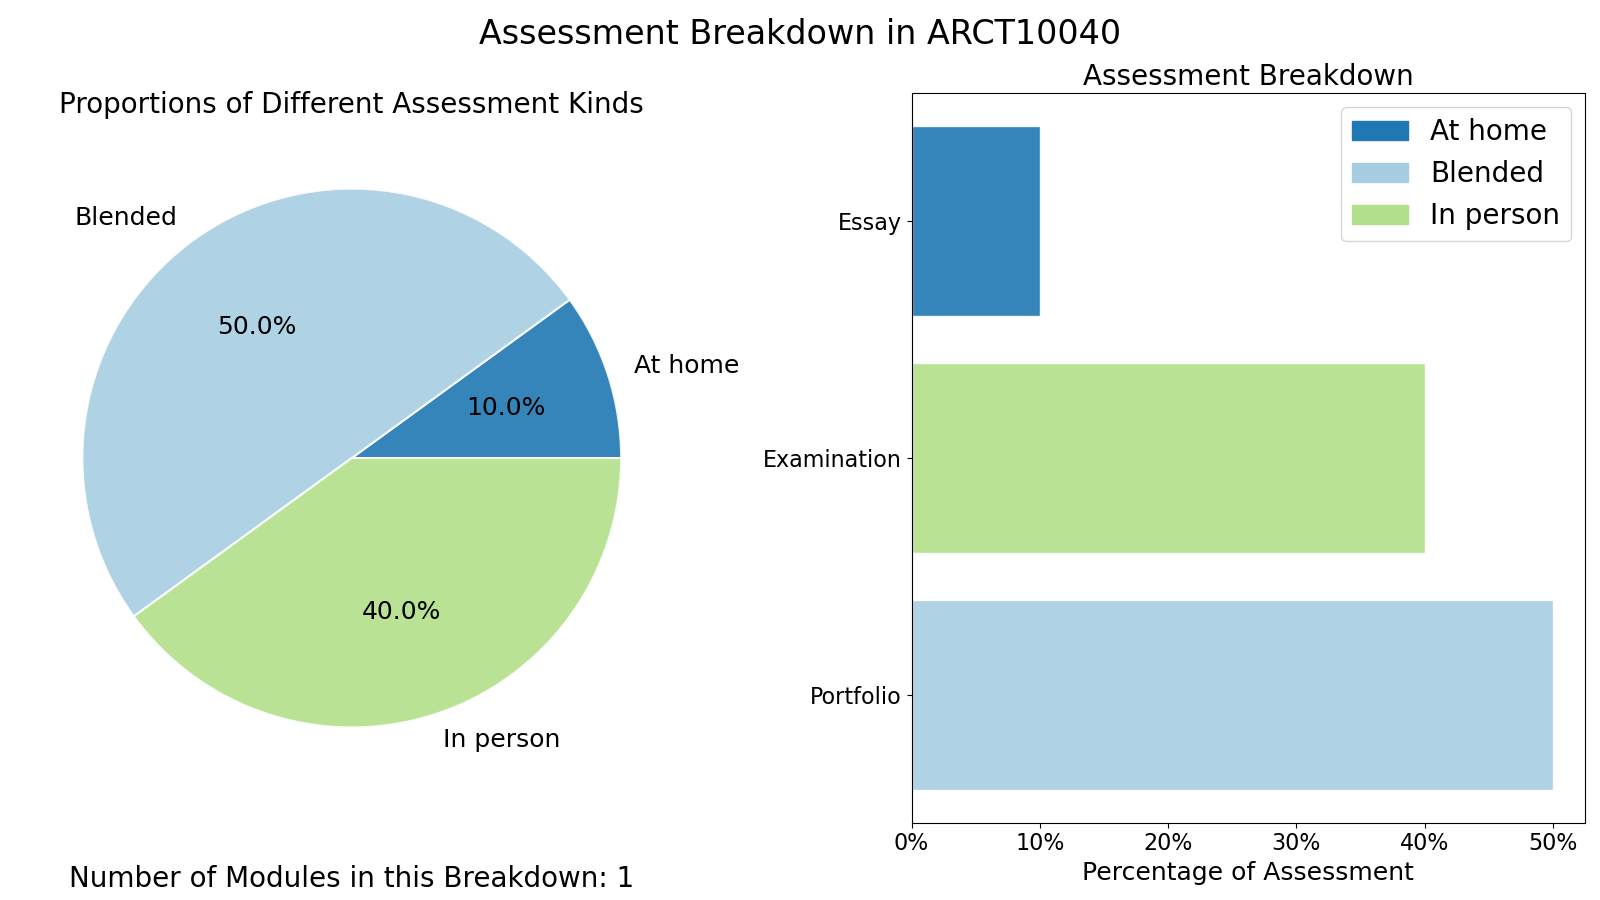 Assessment Breakdown in ARCT10040
Proportions of Different Assessment Kinds
Blended
50.0%
At home
10.0%
40.0%
In person
Number of Modules in this Breakdown: 1
Assessment Breakdown
At home
Blended
In person
Essay
Examination
Portfolio
0% 10% 20% 30% 40% 50%
Percentage of Assessment